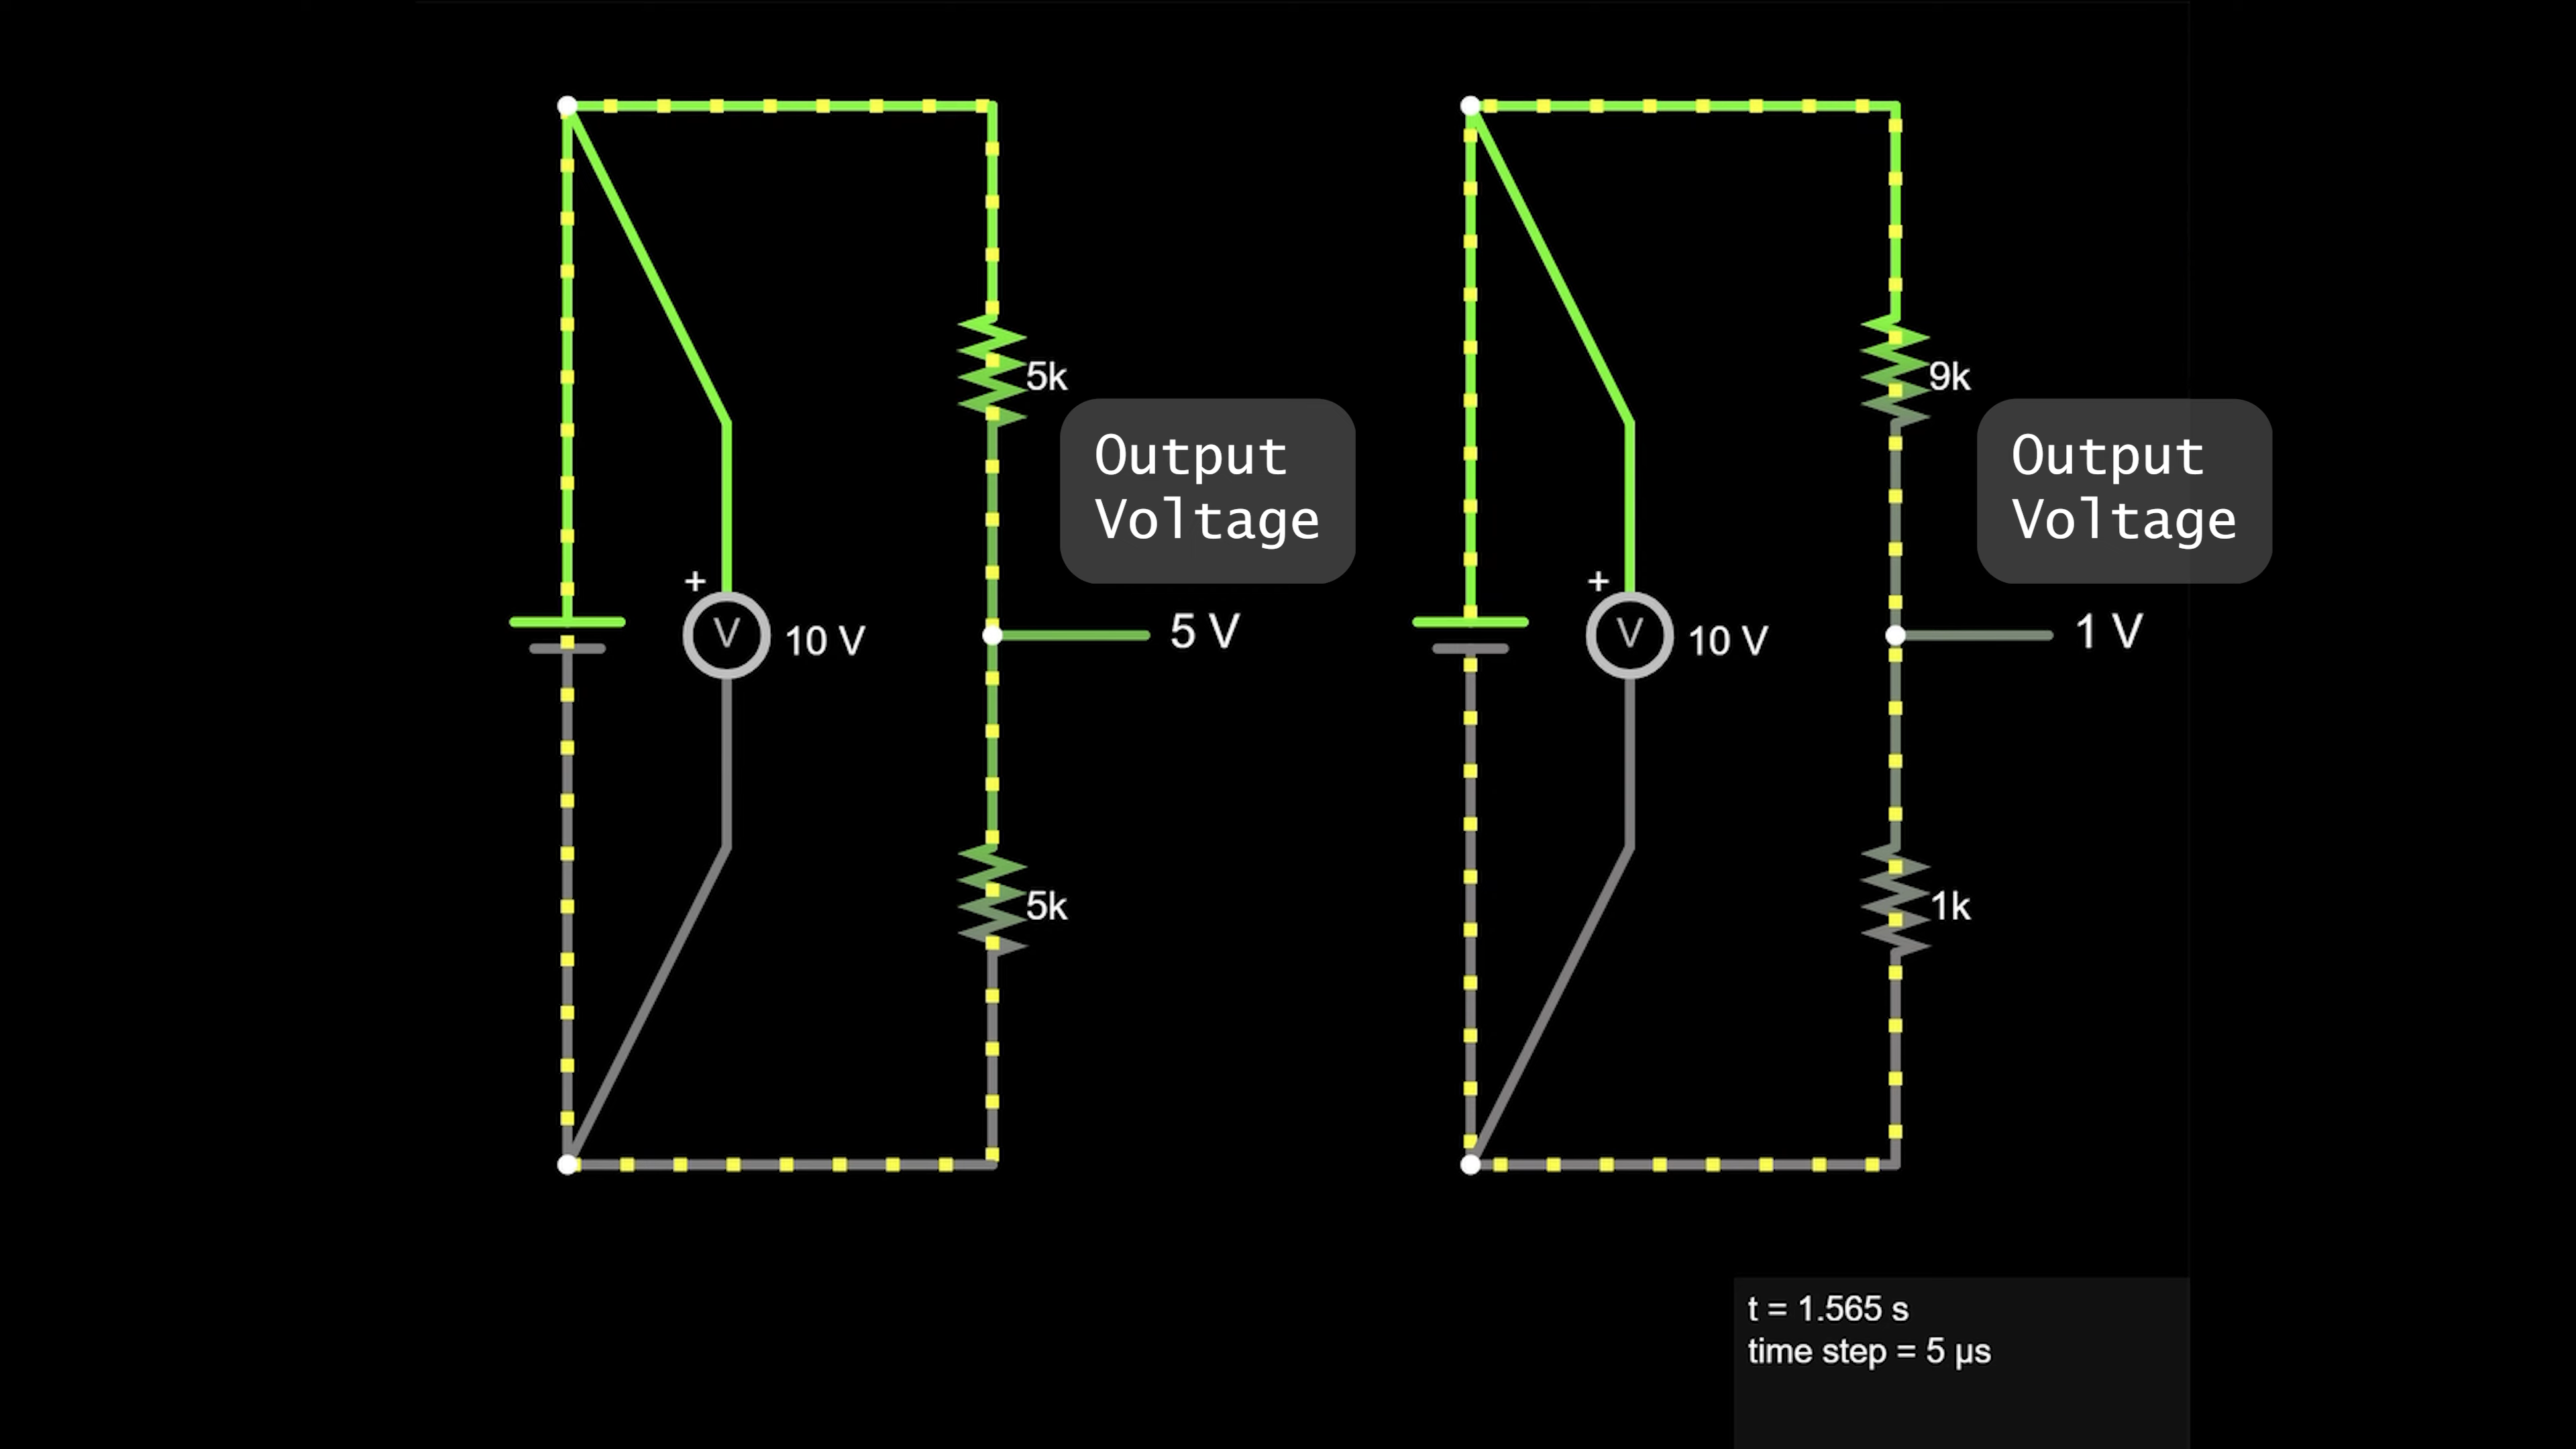 5k
Output
Voltage
+
V
10 V
5 V
5k
9k
Output
Voltage
+
V
10 V
1 V
1k
t = 1.565 s
time step = 5 µs